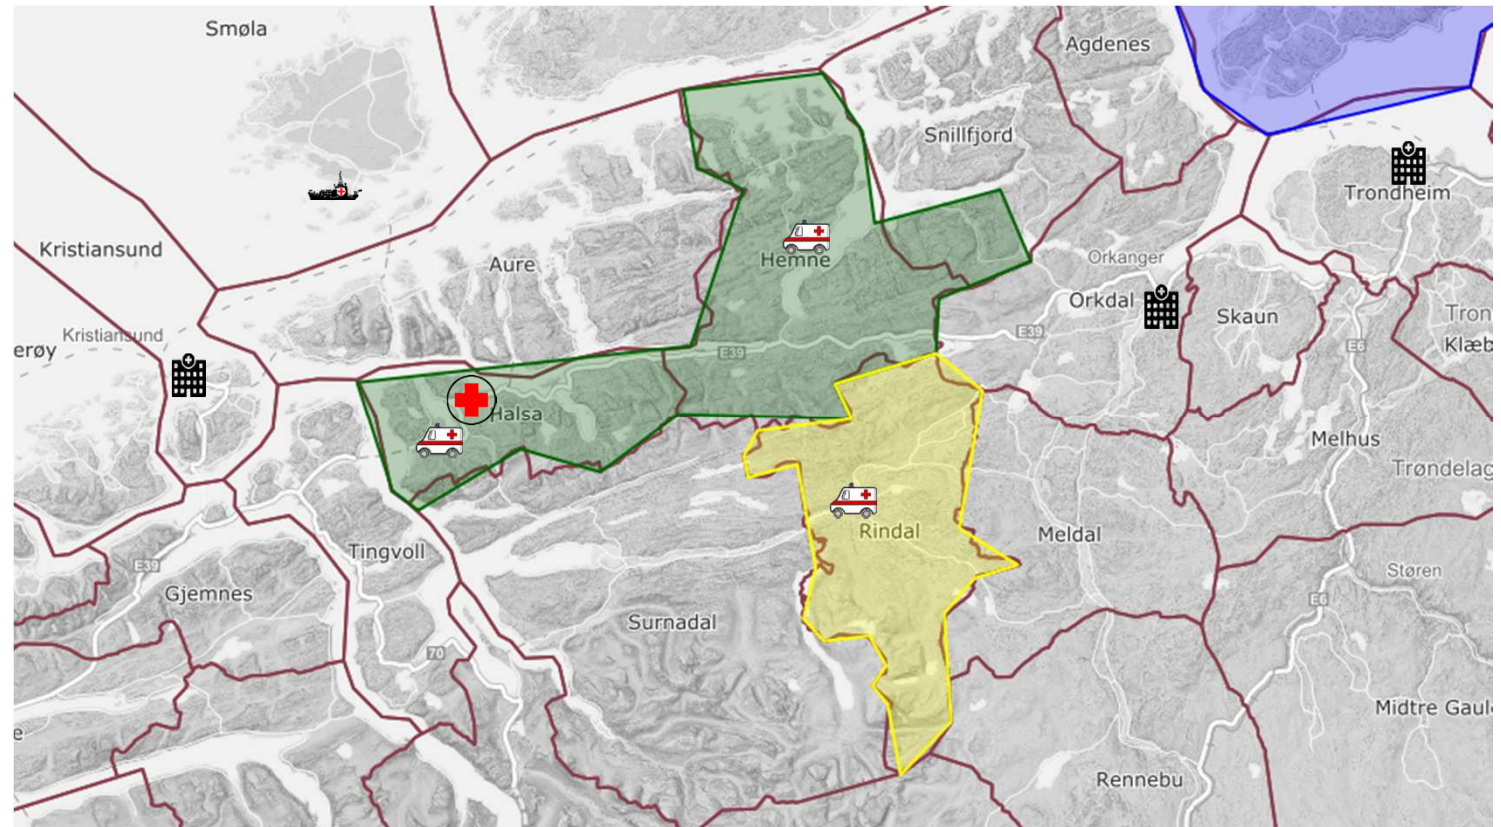 Smøla
Agdenes
Snillfjord
Trondheim
Kristiansund
Aure
Hemne
Orkanger
Orkdal
Skaun
Tron
Klæb
Kristiansund
erøy
E39
E39
E6
Halsa
Melhus
Trøndelag
Rindal
Meldal
Tingvoll
E39
Gjemnes
Støren
E6
Surnadal
70
Midtre Gaul
e
Rennebu